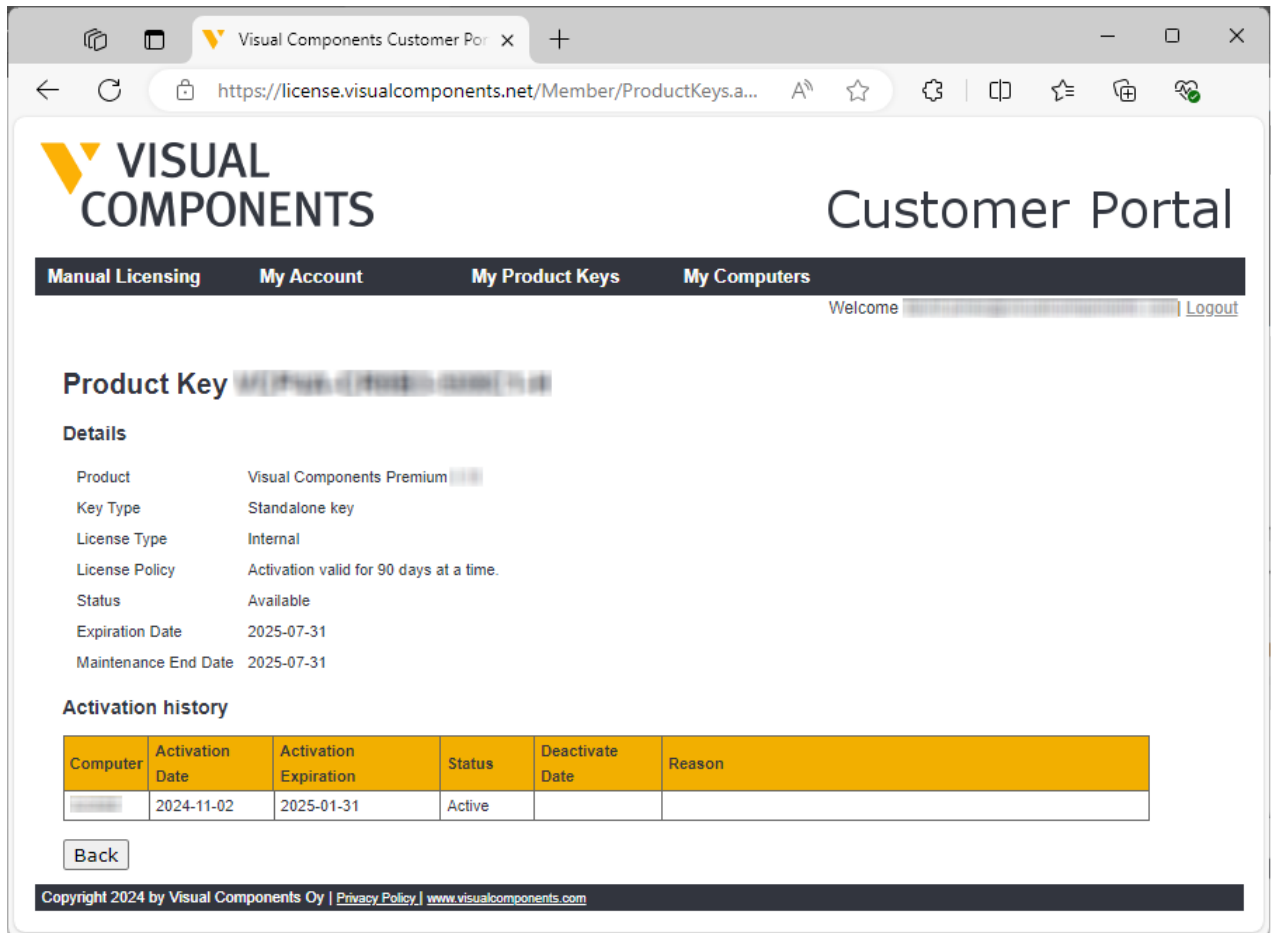 Visual Components Customer Por
https://license.visualcomponents.net/Member/ProductKeys.a...
VISUAL
COMPONENTS
Customer Portal
Manual Licensing My Account My Product Keys My Computers
Welcome | Logout
Product Key
Details
Product Visual Components Premium
Key Type Standalone key
License Type Internal
License Policy Activation valid for 90 days at a time.
Status Available
Expiration Date 2025-07-31
Maintenance End Date 2025-07-31
Activation history
Computer Activation Date Activation Expiration Status Deactivate Date Reason
2024-11-02 2025-01-31 Active
Back
Copyright 2024 by Visual Components Oy | Privacy Policy | www.visualcomponents.com